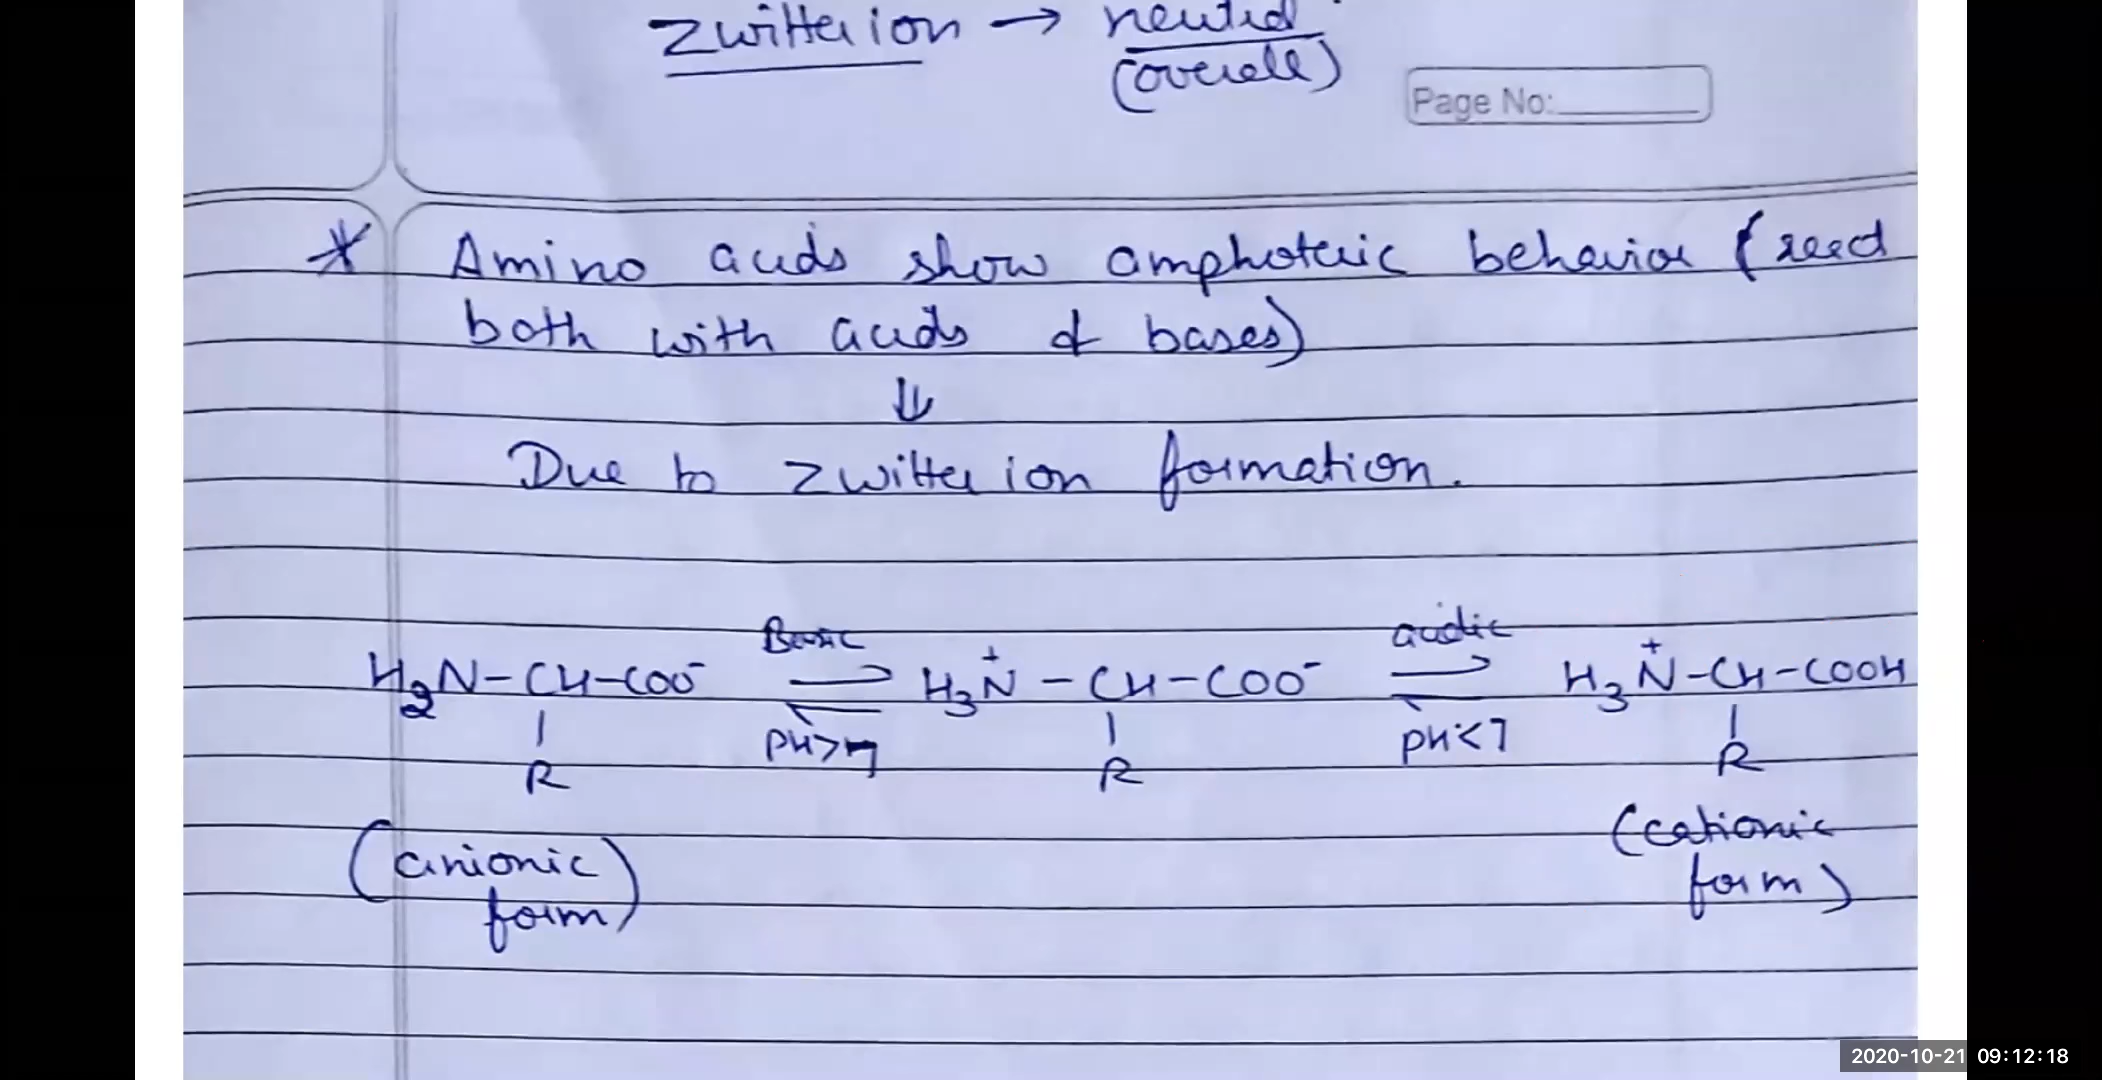 Zwitter ion → neutral
(overall)
Page No:
* Amino acids show amphoteric behavior (react
both with acids & bases)
⇓
Due to zwitter ion formation.
Basic acidic
H₂N-CH-COO⁻ ⇌ H₃N⁺-CH-COO⁻ ⇌ H₃N⁺-CH-COOH
pH>7 pH<7
R R R
(anionic (cationic
form) form)
2020-10-21 09:12:18